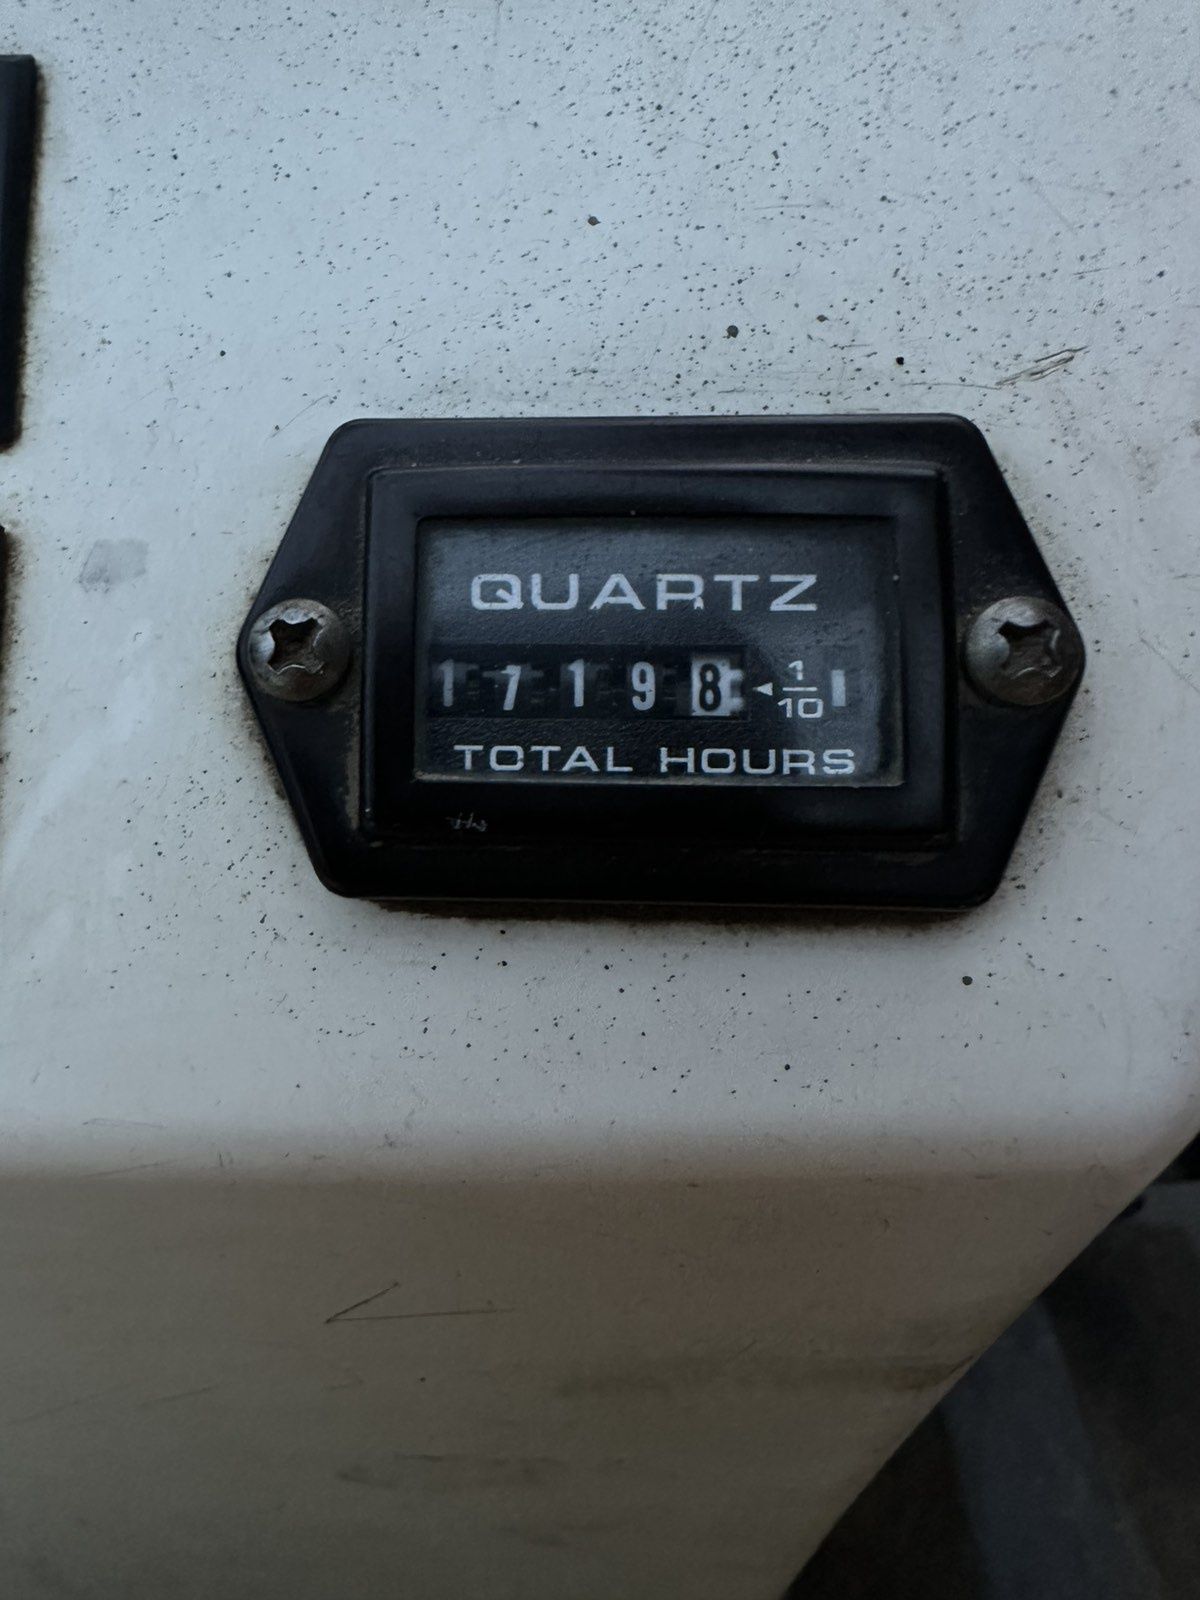 QUARTZ
17198 ◄ 1/10
TOTAL HOURS